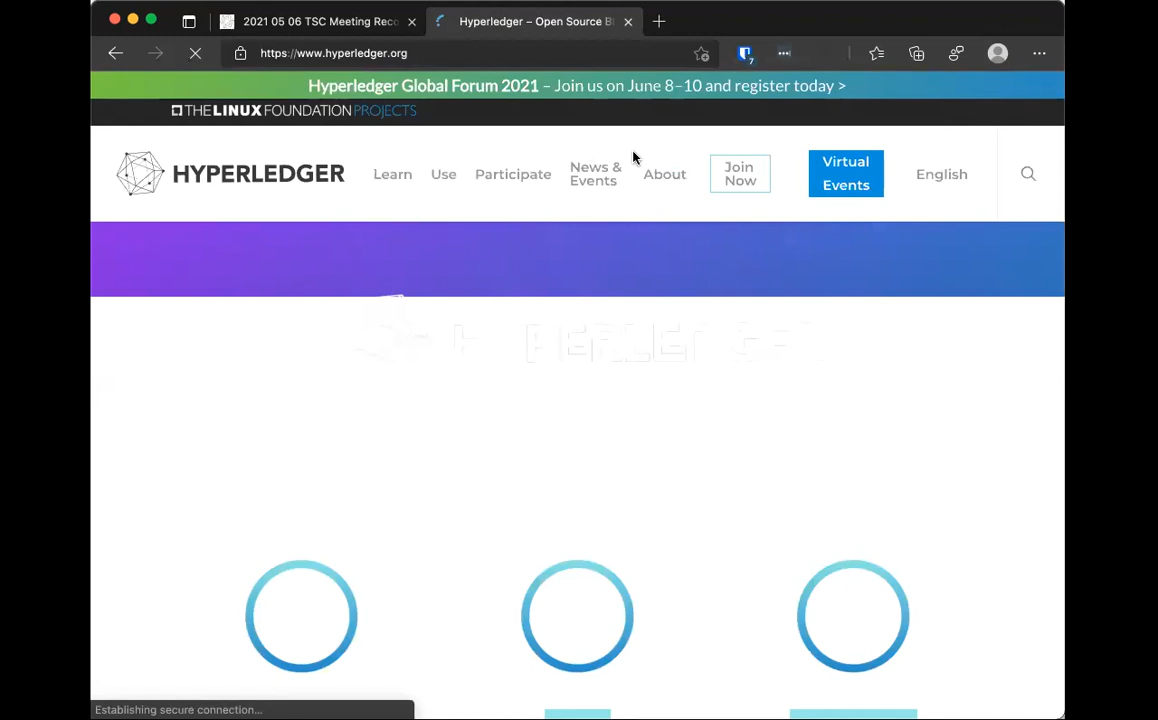 2021 05 06 TSC Meeting Reco
Hyperledger – Open Source B
https://www.hyperledger.org
7
Hyperledger Global Forum 2021 – Join us on June 8–10 and register today >
THE LINUX FOUNDATION PROJECTS
HYPERLEDGER
Learn
Use
Participate
News &
Events
About
Join
Now
Virtual
Events
English
HYPERLEDGER
Establishing secure connection...